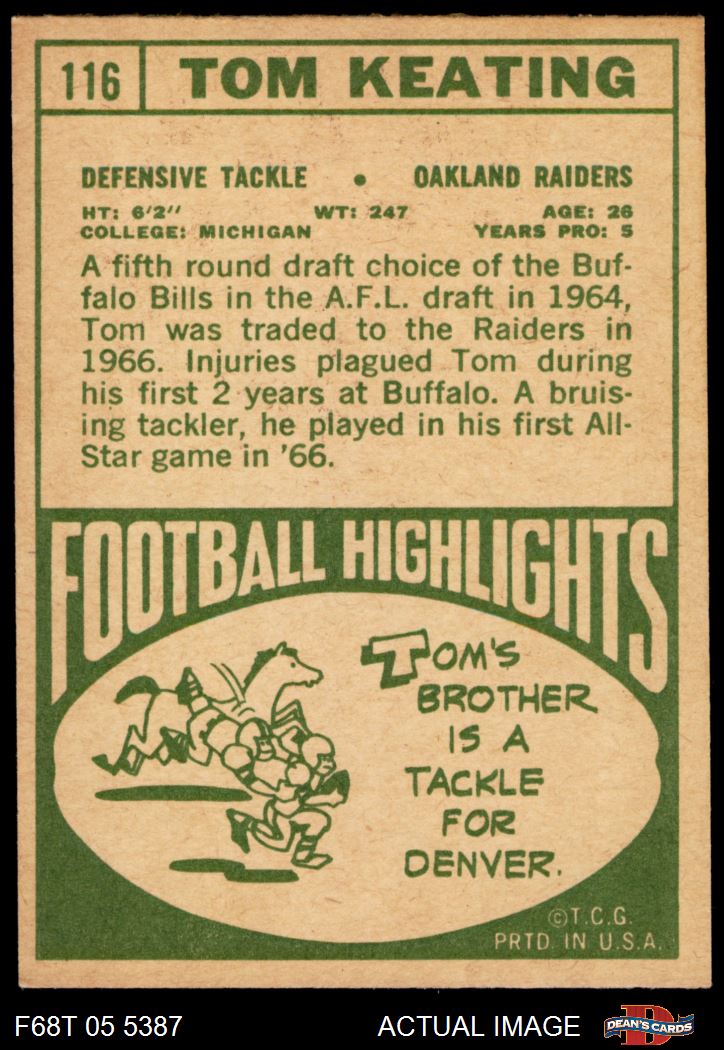 116 TOM KEATING
DEFENSIVE TACKLE • OAKLAND RAIDERS
HT: 6'2" WT: 247 AGE: 26
COLLEGE: MICHIGAN YEARS PRO: 5
A fifth round draft choice of the Buf-
falo Bills in the A.F.L. draft in 1964,
Tom was traded to the Raiders in
1966. Injuries plagued Tom during
his first 2 years at Buffalo. A bruis-
ing tackler, he played in his first All-
Star game in '66.
FOOTBALL HIGHLIGHTS
TOM'S
BROTHER
IS A
TACKLE
FOR
DENVER.
©T.C.G.
PRTD. IN U.S.A.
F68T 05 5387 ACTUAL IMAGE D DEAN'S CARDS